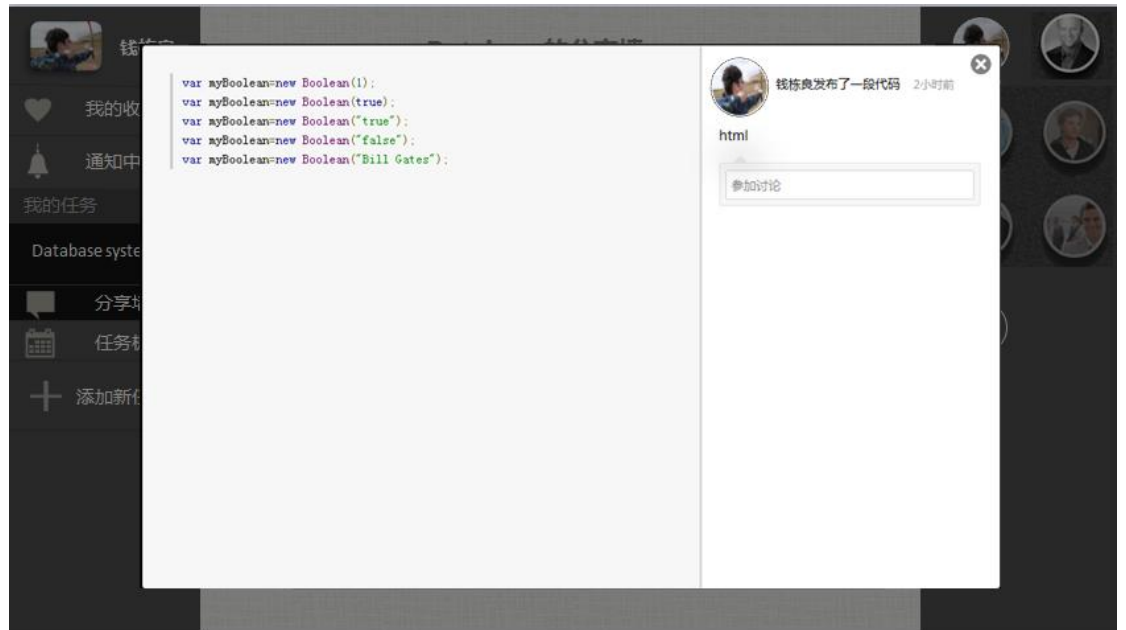 我的收
通知中
我的任务
Database syste
分享
任务
添加新
var myBoolean=new Boolean(1);
var myBoolean=new Boolean(true);
var myBoolean=new Boolean("true");
var myBoolean=new Boolean("false");
var myBoolean=new Boolean("Bill Gates");
钱栋良发布了一段代码 2小时前
html
参加讨论